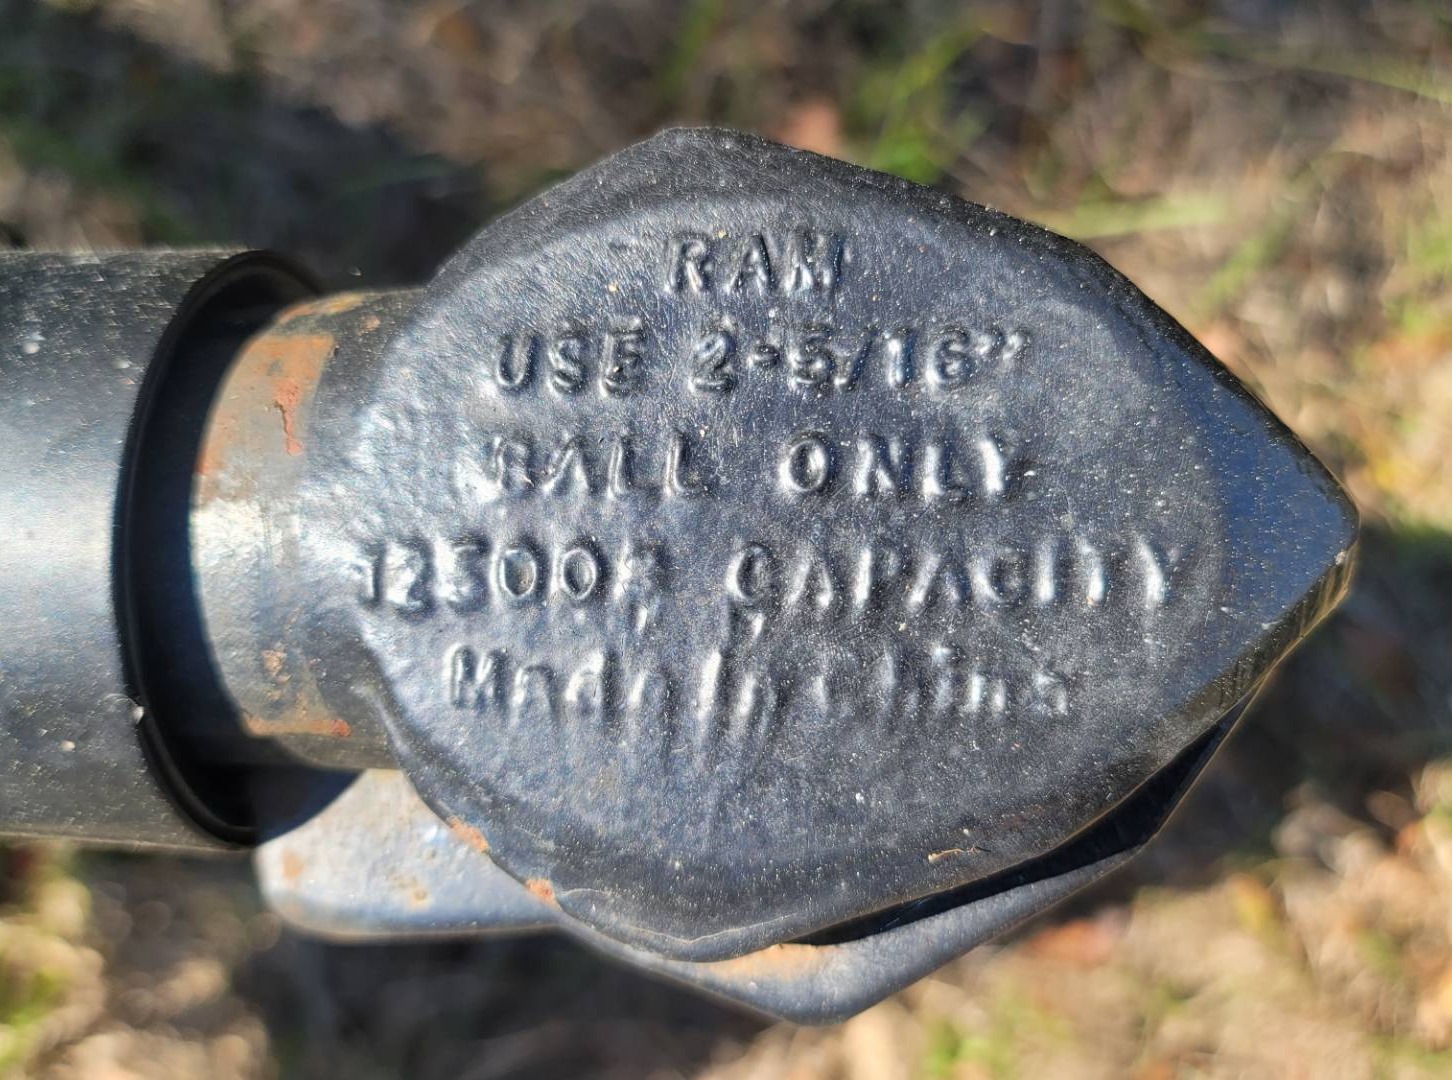 RAM
USE 2-5/16"
BALL ONLY
12500# CAPACITY
Made In China